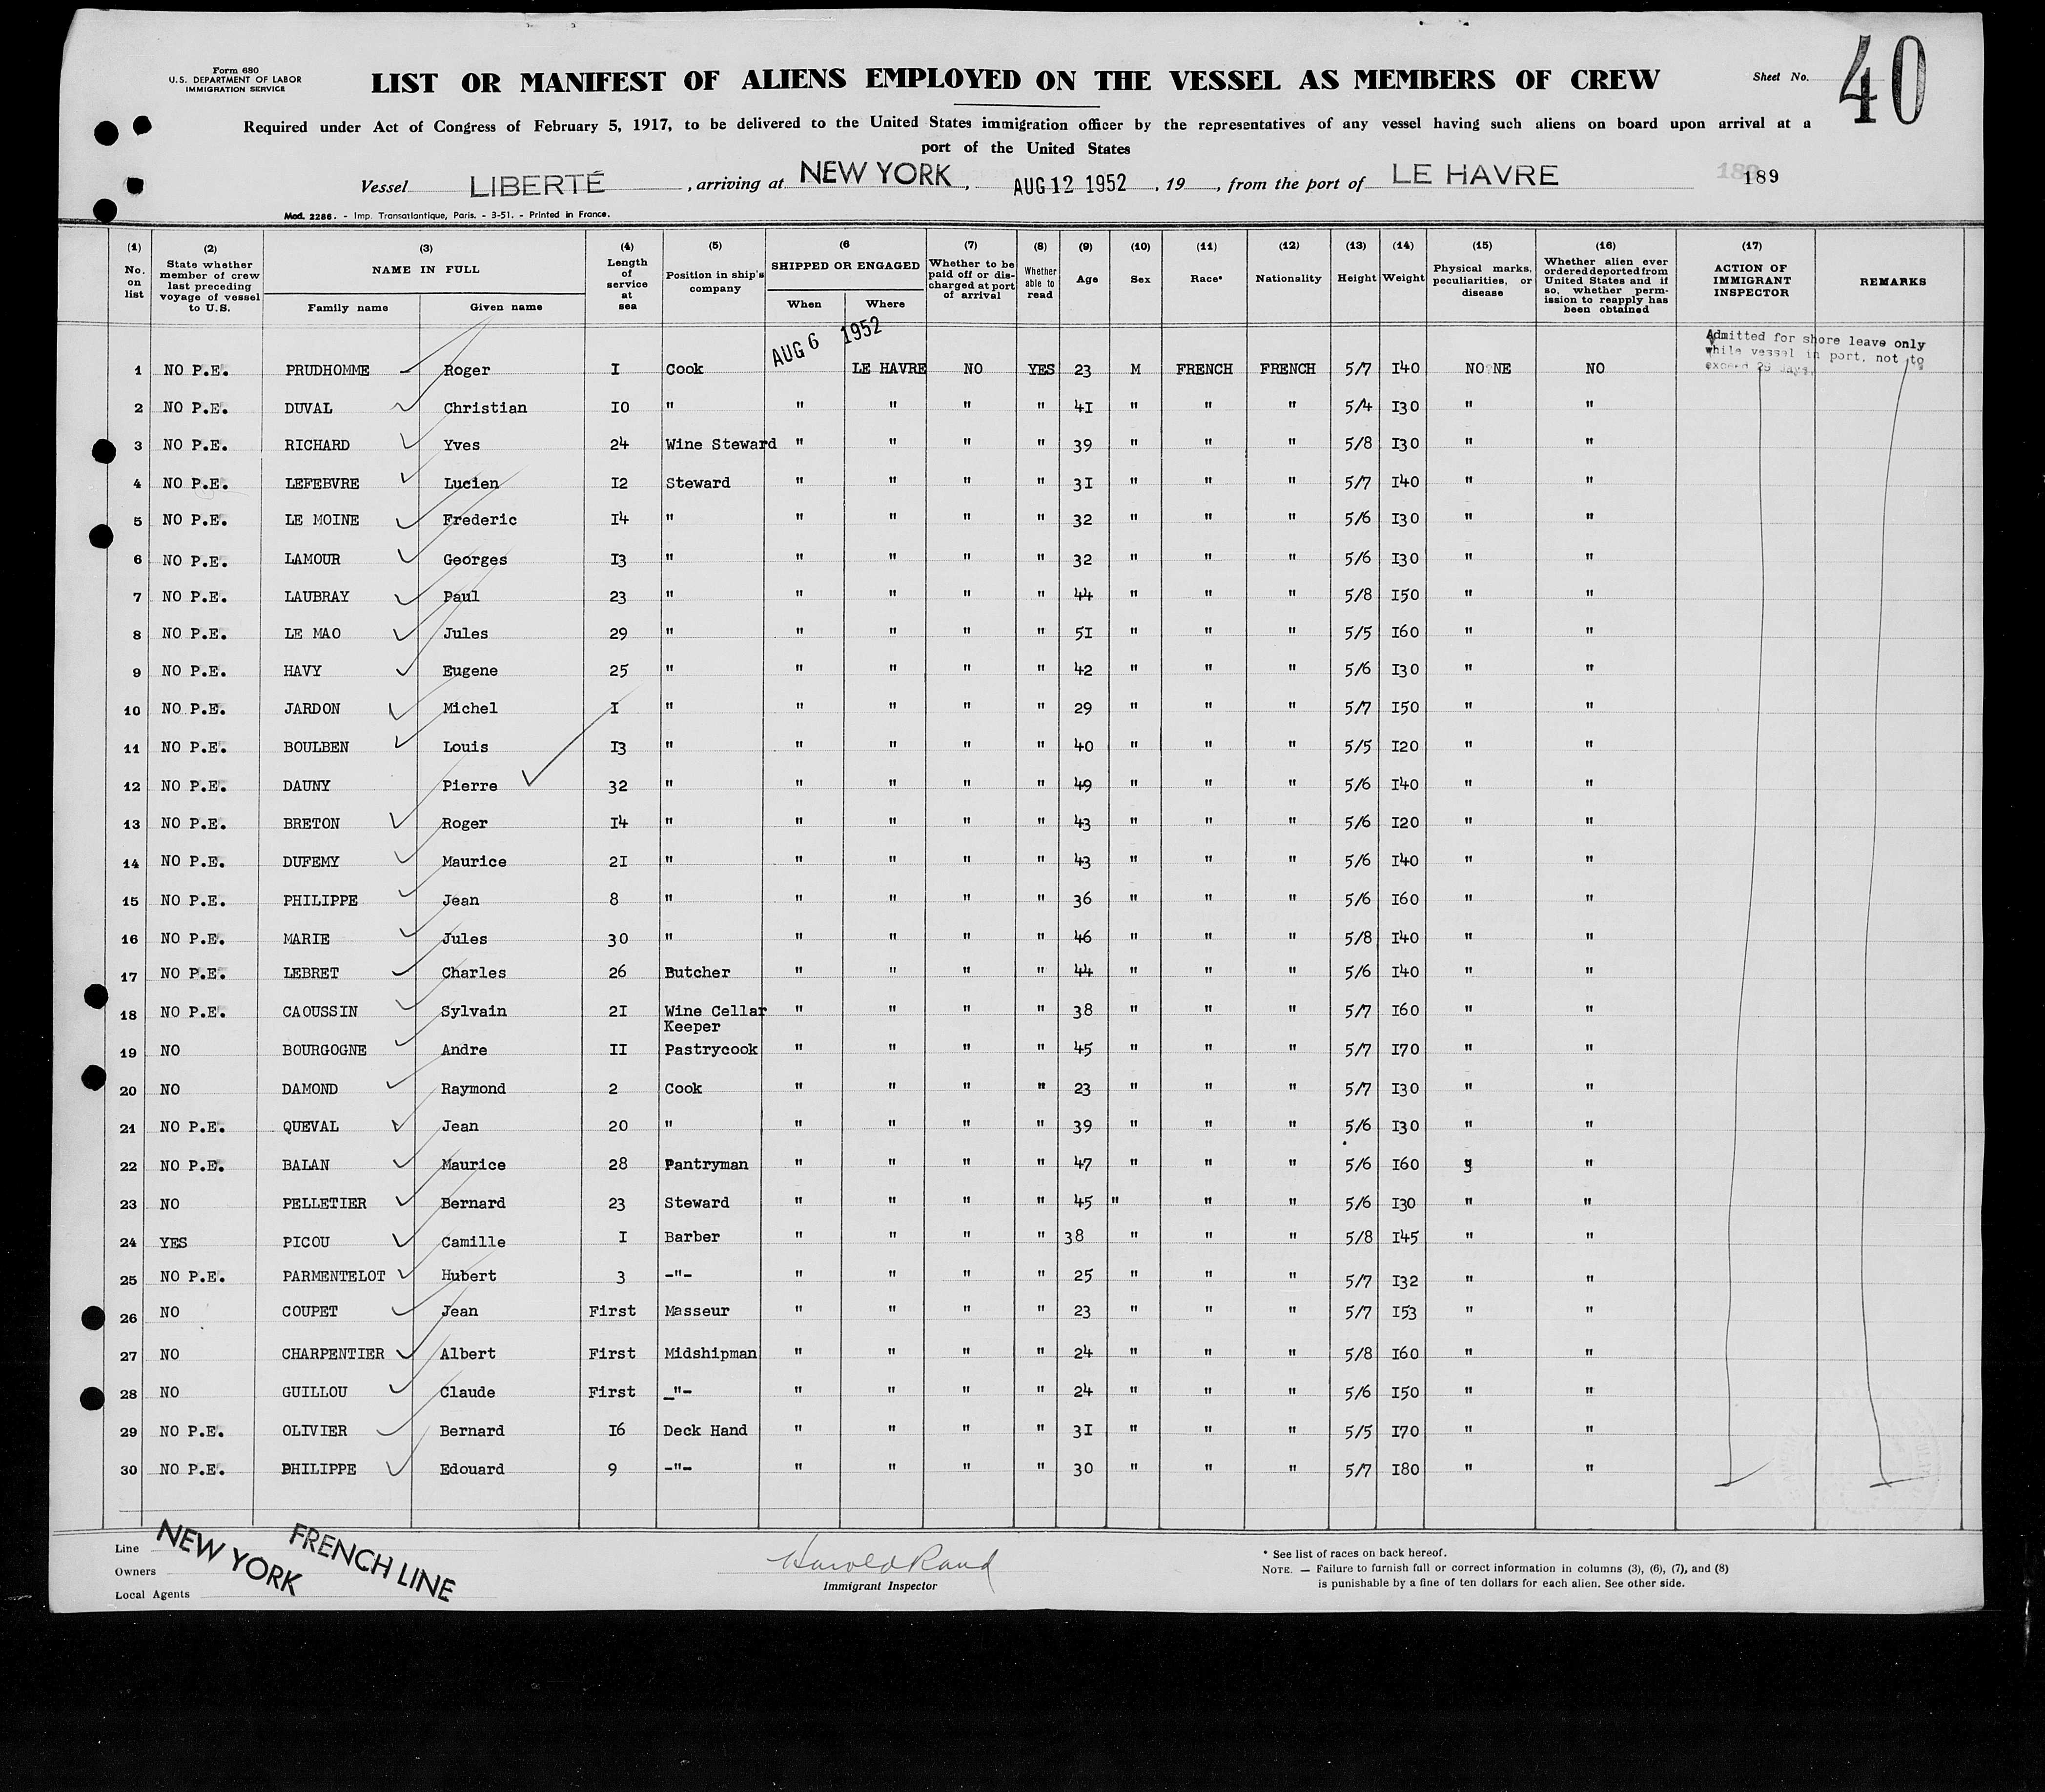 Form 680
U.S. DEPARTMENT OF LABOR
IMMIGRATION SERVICE
LIST OR MANIFEST OF ALIENS EMPLOYED ON THE VESSEL AS MEMBERS OF CREW
Sheet No. 40
Required under Act of Congress of February 5, 1917, to be delivered to the United States immigration officer by the representatives of any vessel having such aliens on board upon arrival at a
port of the United States
Vessel LIBERTÉ, arriving at NEW YORK, AUG 12 1952, 19 , from the port of LE HAVRE 189
Mod. 2286. - Imp. Transatlantique, Paris. - 3-51. - Printed in France.
(1) No. on list
(2) State whether member of crew last preceding voyage of vessel to U.S.
(3) NAME IN FULL
Family name Given name
(4) Length of service at sea
(5) Position in ship's company
(6 SHIPPED OR ENGAGED
When Where
(7) Whether to be paid off or discharged at port of arrival
(8) Whether able to read
(9) Age
(10) Sex
(11) Race*
(12) Nationality
(13) Height
(14) Weight
(15) Physical marks, peculiarities, or disease
(16) Whether alien ever ordered deported from United States and if so, whether permission to reapply has been obtained
(17) ACTION OF IMMIGRANT INSPECTOR
REMARKS
AUG 6 1952
Admitted for shore leave only
while vessel in port, not to
exceed 29 days.
1 NO P.E. PRUDHOMME Roger I Cook LE HAVRE NO YES 23 M FRENCH FRENCH 5/7 I40 NONE NO
2 NO P.E. DUVAL Christian IO " " " " " 4I " " " 5/4 I30 " "
3 NO P.E. RICHARD Yves 24 Wine Steward " " " " 39 " " " 5/8 I30 " "
4 NO P.E. LEFEBVRE Lucien I2 Steward " " " " 3I " " " 5/7 I40 " "
5 NO P.E. LE MOINE Frederic I4 " " " " " 32 " " " 5/6 I30 " "
6 NO P.E. LAMOUR Georges I3 " " " " " 32 " " " 5/6 I30 " "
7 NO P.E. LAUBRAY Paul 23 " " " " " 44 " " " 5/8 I50 " "
8 NO P.E. LE MAO Jules 29 " " " " " 5I " " " 5/5 I60 " "
9 NO P.E. HAVY Eugene 25 " " " " " 42 " " " 5/6 I30 " "
10 NO P.E. JARDON Michel I " " " " " 29 " " " 5/7 I50 " "
11 NO P.E. BOULBEN Louis I3 " " " " " 40 " " " 5/5 I20 " "
12 NO P.E. DAUNY Pierre 32 " " " " " 49 " " " 5/6 I40 " "
13 NO P.E. BRETON Roger I4 " " " " " 43 " " " 5/6 I20 " "
14 NO P.E. DUFEMY Maurice 2I " " " " " 43 " " " 5/6 I40 " "
15 NO P.E. PHILIPPE Jean 8 " " " " " 36 " " " 5/6 I60 " "
16 NO P.E. MARIE Jules 30 " " " " " 46 " " " 5/8 I40 " "
17 NO P.E. LEBRET Charles 26 Butcher " " " " 44 " " " 5/6 I40 " "
18 NO P.E. CAOUSSIN Sylvain 2I Wine Cellar Keeper " " " " 38 " " " 5/7 I60 " "
19 NO BOURGOGNE Andre II Pastrycook " " " " 45 " " " 5/7 I70 " "
20 NO DAMOND Raymond 2 Cook " " " " 23 " " " 5/7 I30 " "
21 NO P.E. QUEVAL Jean 20 " " " " " 39 " " " 5/6 I30 " "
22 NO P.E. BALAN Maurice 28 Pantryman " " " " 47 " " " 5/6 I60 "
23 NO PELLETIER Bernard 23 Steward " " " " 45 " " " 5/6 I30 " "
24 YES PICOU Camille I Barber " " " " 38 " " " 5/8 I45 " "
25 NO P.E. PARMENTELOT Hubert 3 -"- " " " " 25 " " " 5/7 I32 " "
26 NO COUPET Jean First Masseur " " " " 23 " " " 5/7 I53 " "
27 NO CHARPENTIER Albert First Midshipman " " " " 24 " " " 5/8 I60 " "
28 NO GUILLOU Claude First -"- " " " " 24 " " " 5/6 I50 " "
29 NO P.E. OLIVIER Bernard I6 Deck Hand " " " " 3I " " " 5/5 I70 " "
30 NO P.E. PHILIPPE Edouard 9 -"- " " " " 30 " " " 5/7 I80 " "
Line
Owners
Local Agents
FRENCH LINE
NEW YORK
Harold Rand
Immigrant Inspector
* See list of races on back hereof.
NOTE. — Failure to furnish full or correct information in columns (3), (6), (7), and (8)
is punishable by a fine of ten dollars for each alien. See other side.